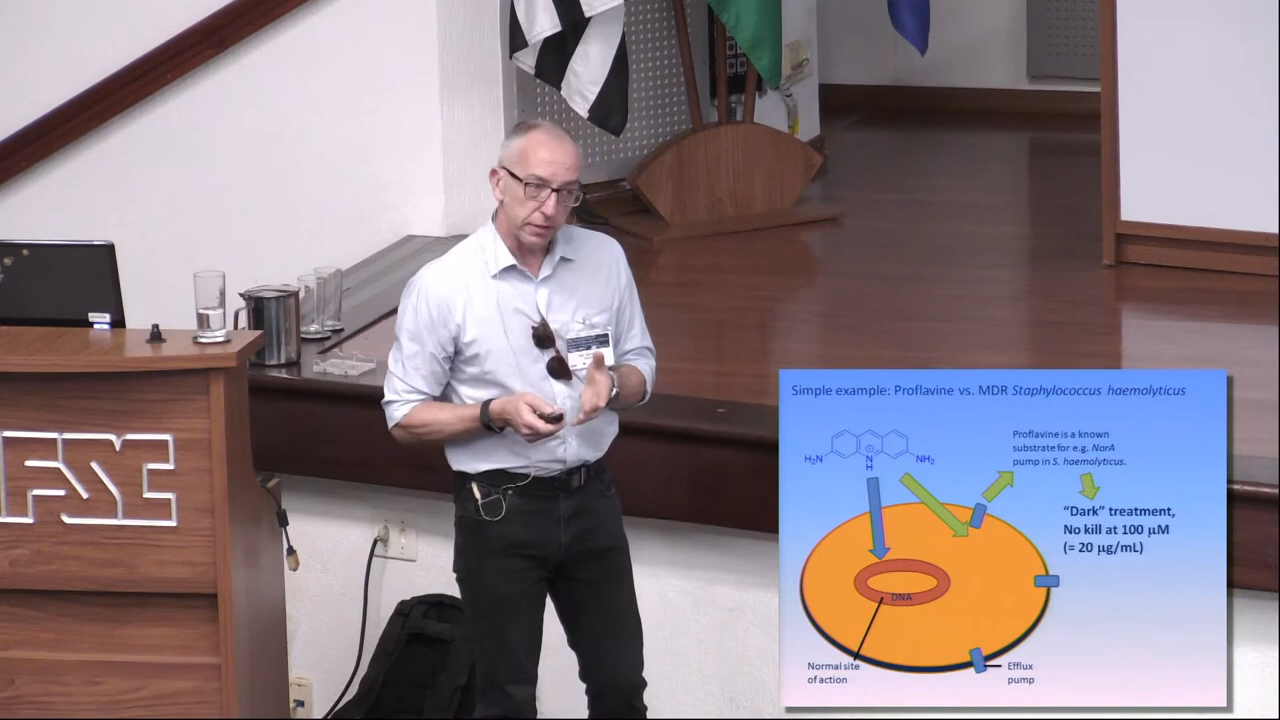 IFSC
Simple example: Proflavine vs. MDR Staphylococcus haemolyticus
H₂N
N
H
NH₂
Proflavine is a known
substrate for e.g. NorA
pump in S. haemolyticus.
“Dark” treatment,
No kill at 100 µM
(= 20 µg/mL)
DNA
Normal site
of action
Efflux
pump